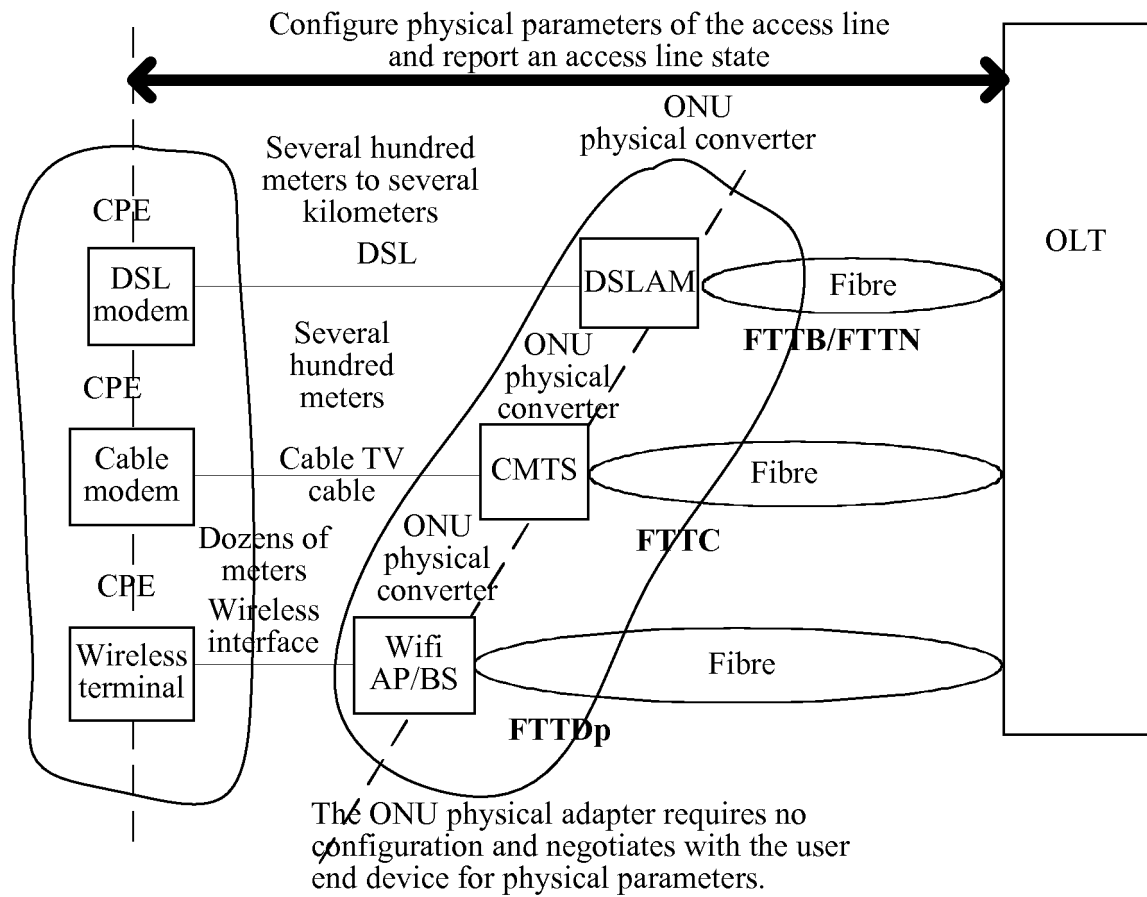 Configure physical parameters of the access line
and report an access line state
ONU
physical converter
Several hundred
meters to several
kilometers
CPE
DSL
OLT
DSL
modem
DSLAM
Fibre
FTTB/FTTN
Several
hundred
meters
ONU
physical
converter
CPE
Cable
modem
Cable TV
cable
CMTS
Fibre
FTTC
Dozens of
meters
ONU
physical
converter
CPE
Wireless
interface
Wireless
terminal
Wifi
AP/BS
Fibre
FTTDp
The ONU physical adapter requires no
configuration and negotiates with the user
end device for physical parameters.